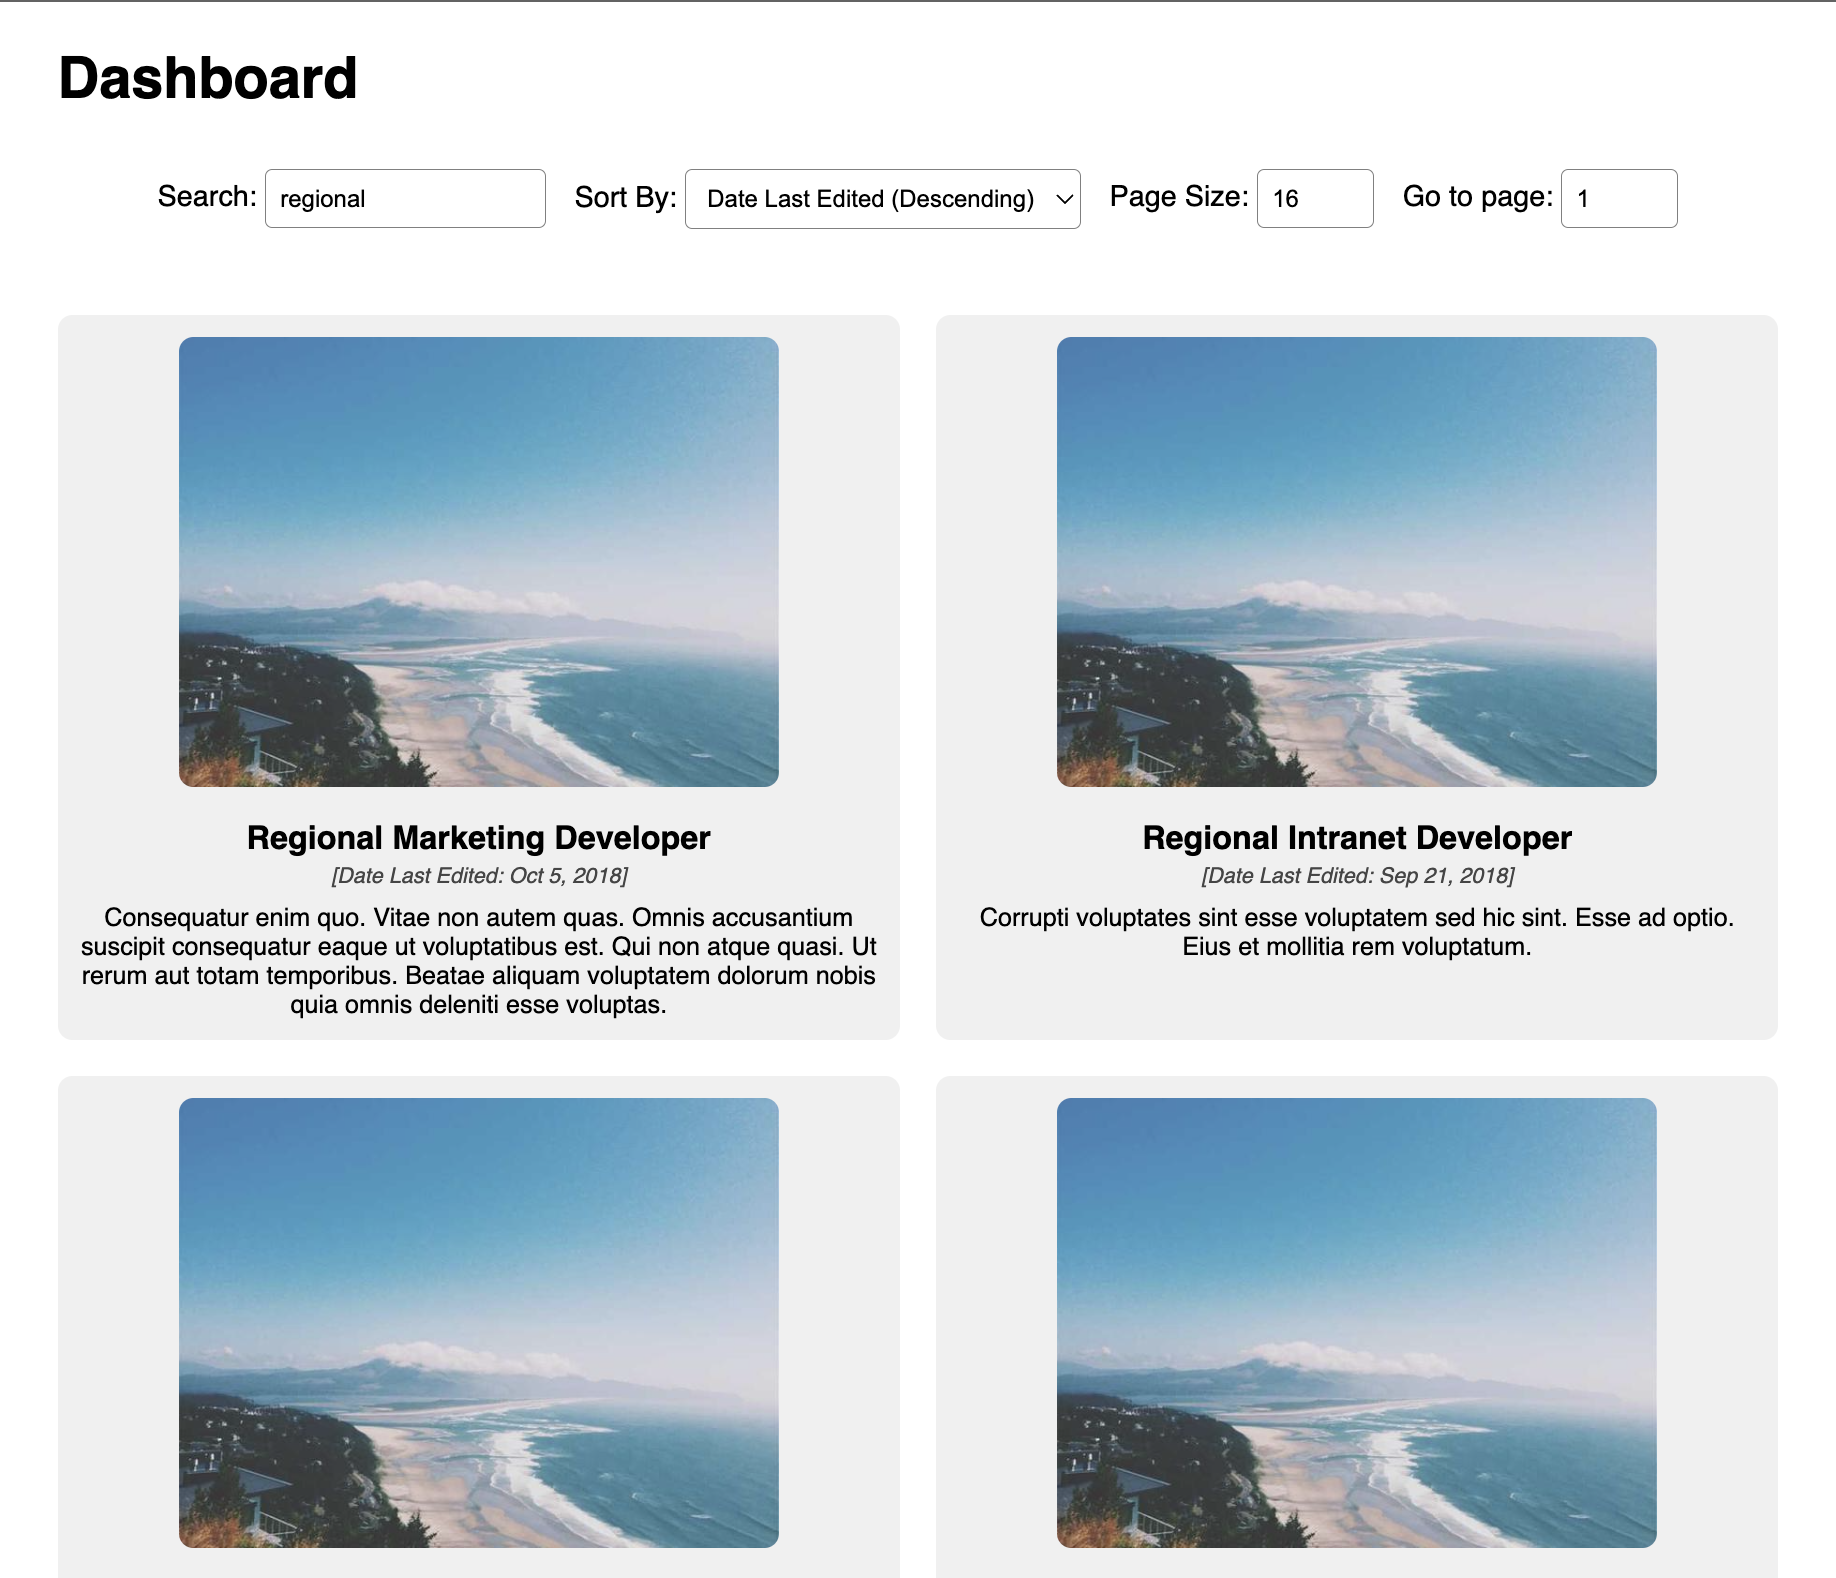 Dashboard
Search: regional Sort By: Date Last Edited (Descending) Page Size: 16 Go to page: 1
Regional Marketing Developer
[Date Last Edited: Oct 5, 2018]
Consequatur enim quo. Vitae non autem quas. Omnis accusantium
suscipit consequatur eaque ut voluptatibus est. Qui non atque quasi. Ut
rerum aut totam temporibus. Beatae aliquam voluptatem dolorum nobis
quia omnis deleniti esse voluptas.
Regional Intranet Developer
[Date Last Edited: Sep 21, 2018]
Corrupti voluptates sint esse voluptatem sed hic sint. Esse ad optio.
Eius et mollitia rem voluptatum.